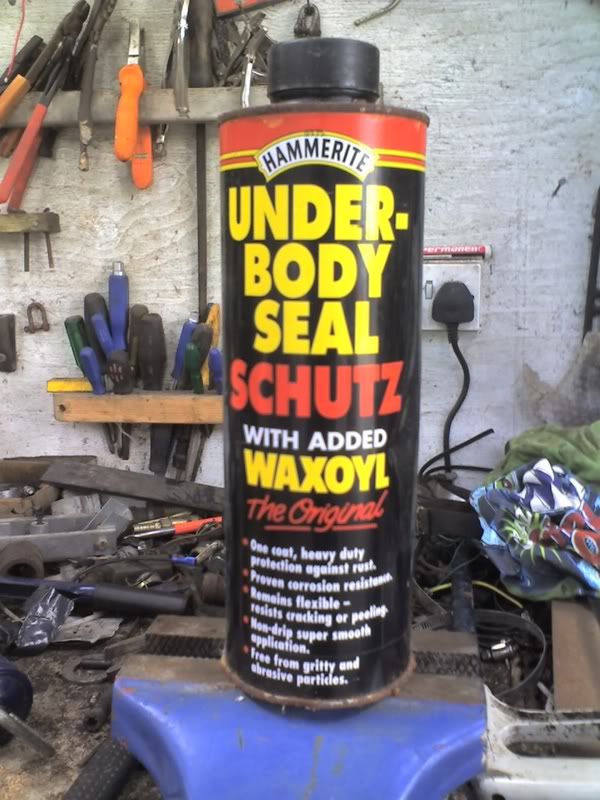 HAMMERITE
UNDER-
BODY
SEAL
SCHUTZ
WITH ADDED
WAXOYL
The Original
• One coat, heavy duty
protection against rust.
• Proven corrosion resistance.
• Remains flexible –
resists cracking or peeling.
• Non-drip super smooth
application.
• Free from gritty and
abrasive particles.
permanent